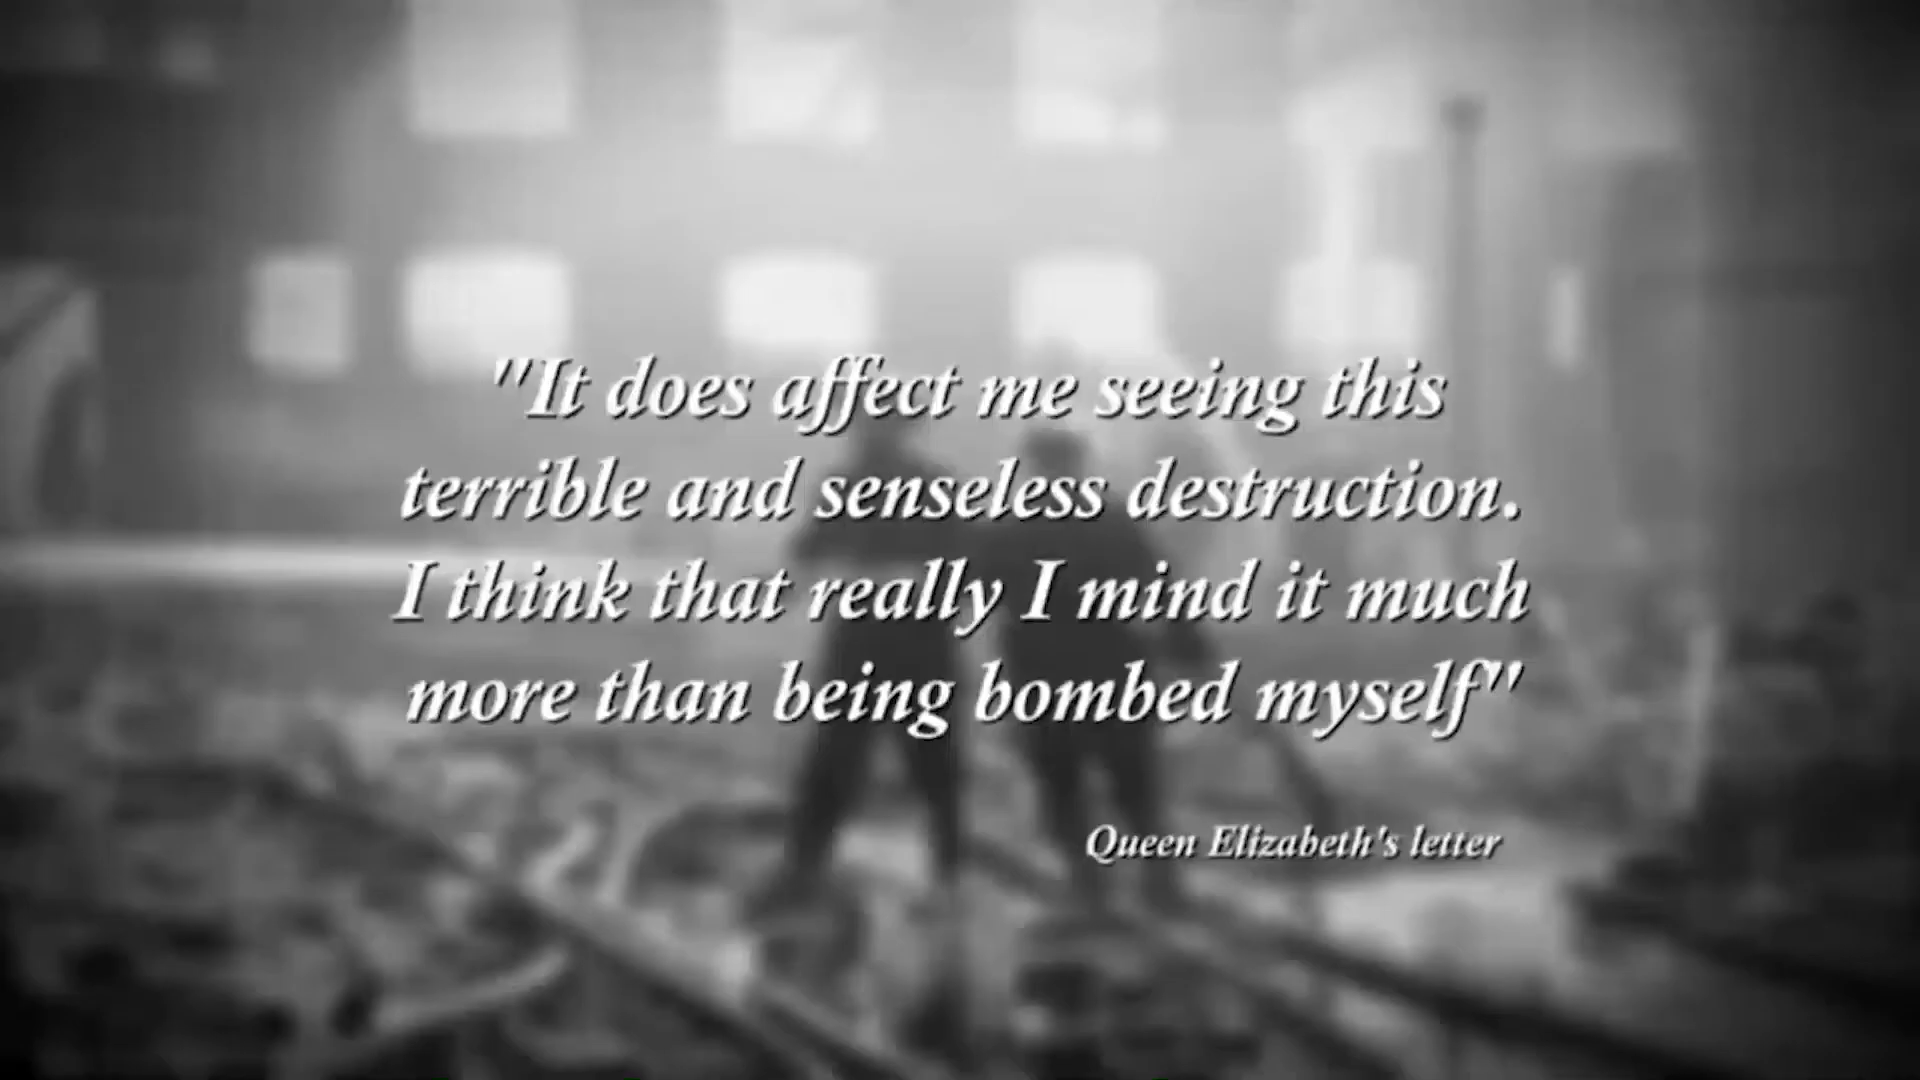 "It does affect me seeing this
terrible and senseless destruction.
I think that really I mind it much
more than being bombed myself"
Queen Elizabeth's letter